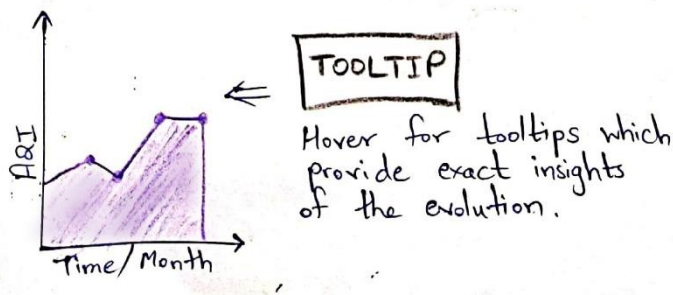 AQI
Time/Month
TOOLTIP
Hover for tooltips which
provide exact insights
of the evolution.